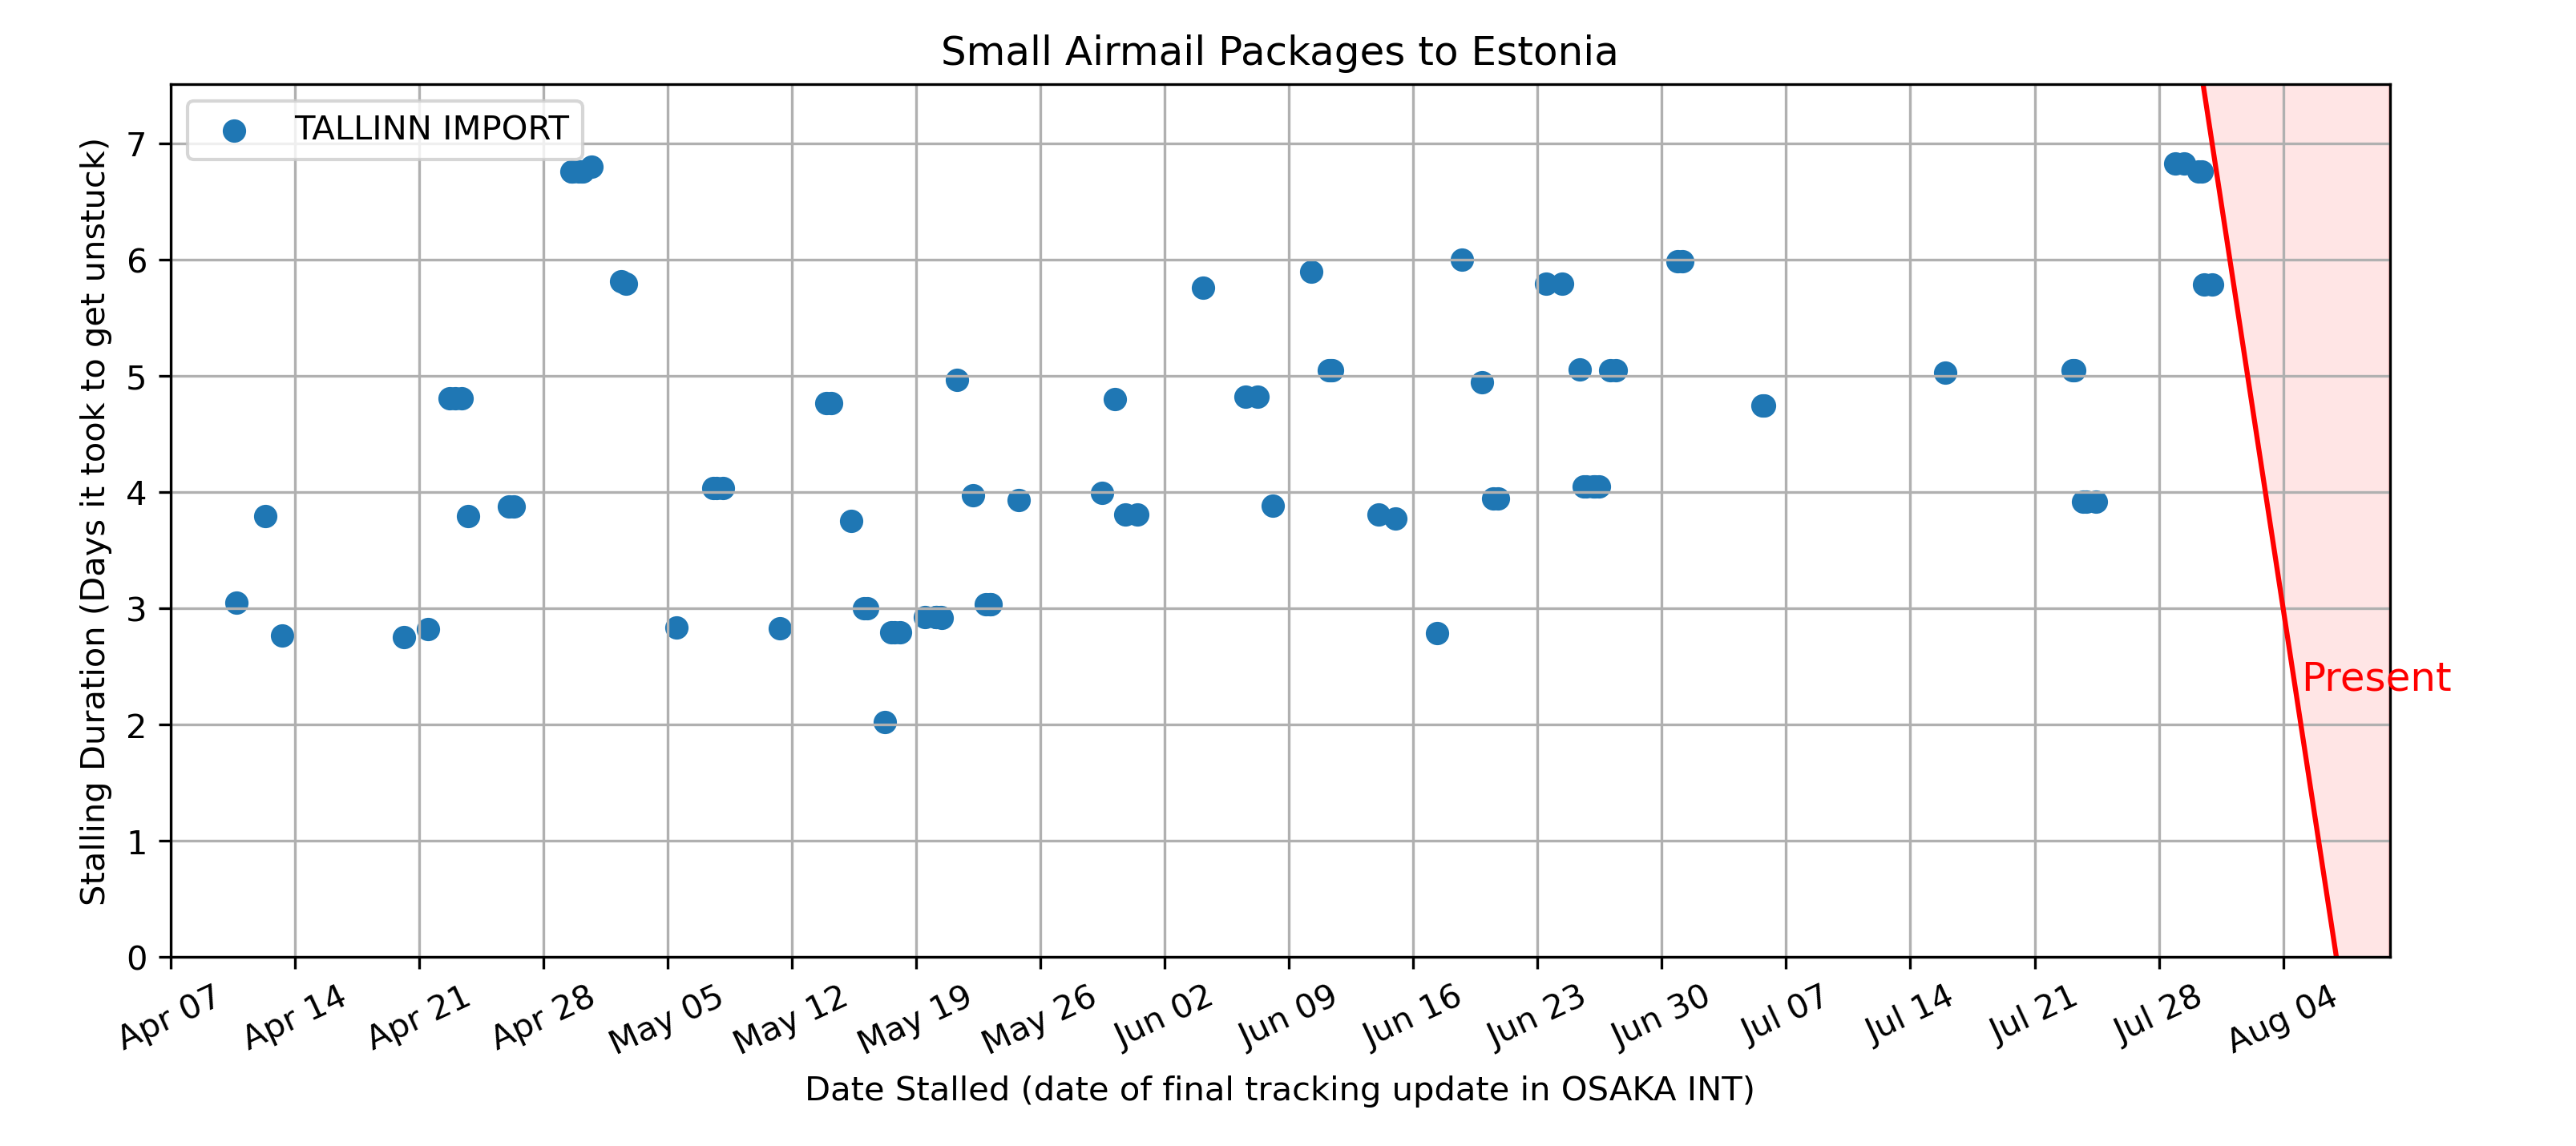 Small Airmail Packages to Estonia
TALLINN IMPORT
Stalling Duration (Days it took to get unstuck)
7
6
5
4
3
2
1
0
Present
Apr 07
Apr 14
Apr 21
Apr 28
May 05
May 12
May 19
May 26
Jun 02
Jun 09
Jun 16
Jun 23
Jun 30
Jul 07
Jul 14
Jul 21
Jul 28
Aug 04
Date Stalled (date of final tracking update in OSAKA INT)